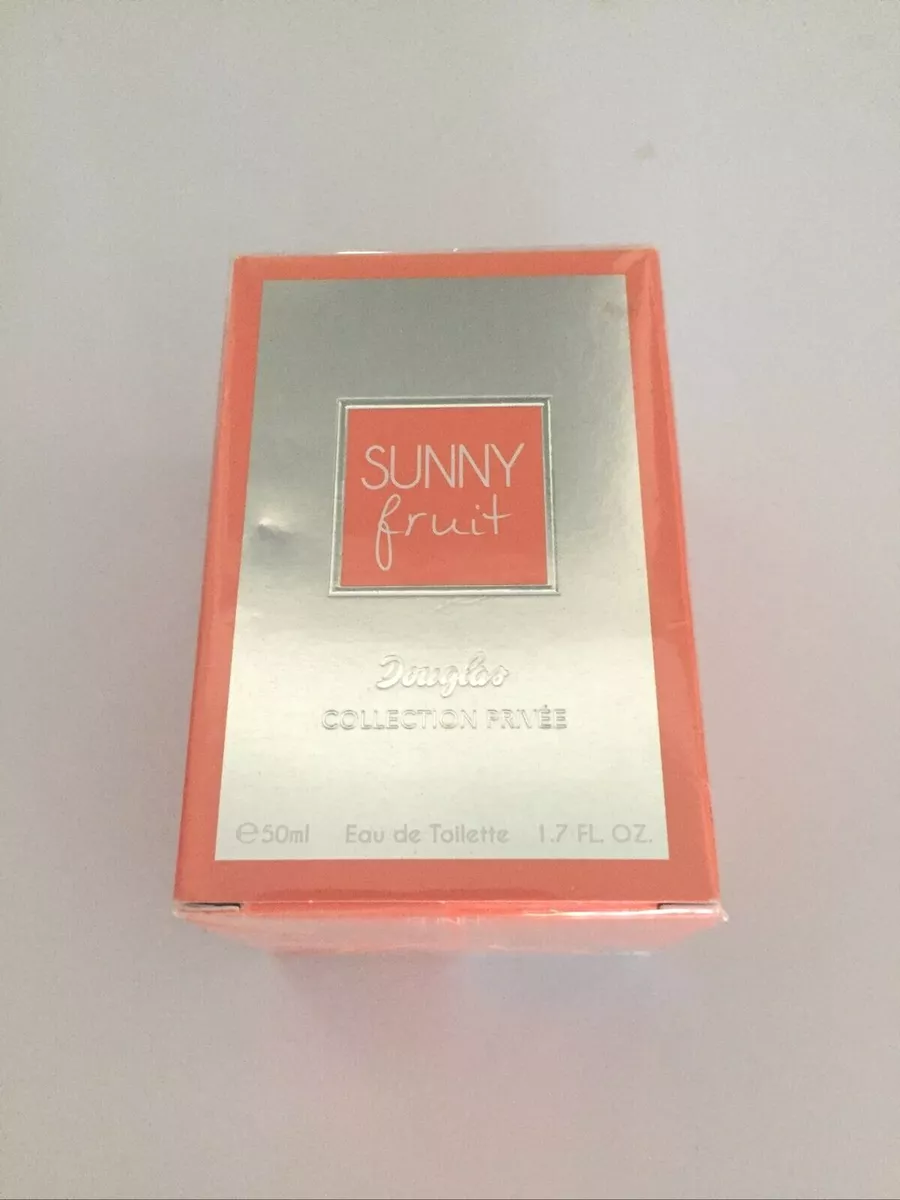 SUNNY
fruit
Douglas
COLLECTION PRIVÉE
℮50ml Eau de Toilette 1.7 FL. OZ.